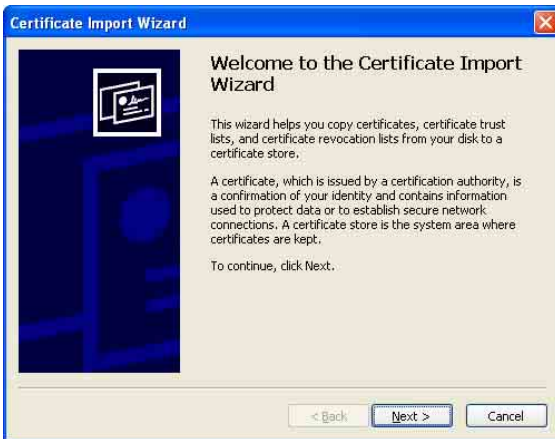 Certificate Import Wizard
Welcome to the Certificate Import
Wizard
This wizard helps you copy certificates, certificate trust
lists, and certificate revocation lists from your disk to a
certificate store.
A certificate, which is issued by a certification authority, is
a confirmation of your identity and contains information
used to protect data or to establish secure network
connections. A certificate store is the system area where
certificates are kept.
To continue, click Next.
< Back Next > Cancel